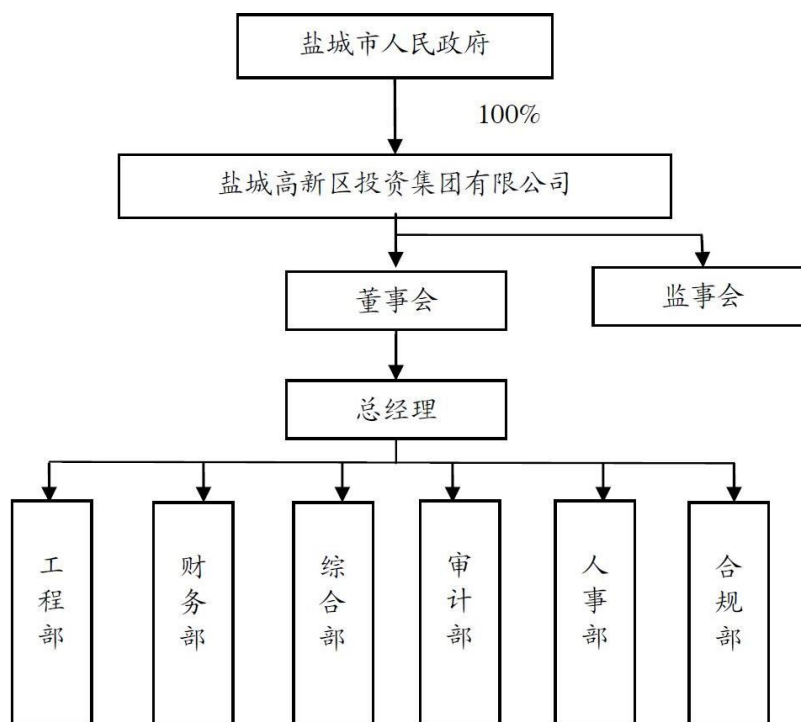 盐城市人民政府
100%
盐城高新区投资集团有限公司
董事会
监事会
总经理
工程部
财务部
综合部
审计部
人事部
合规部